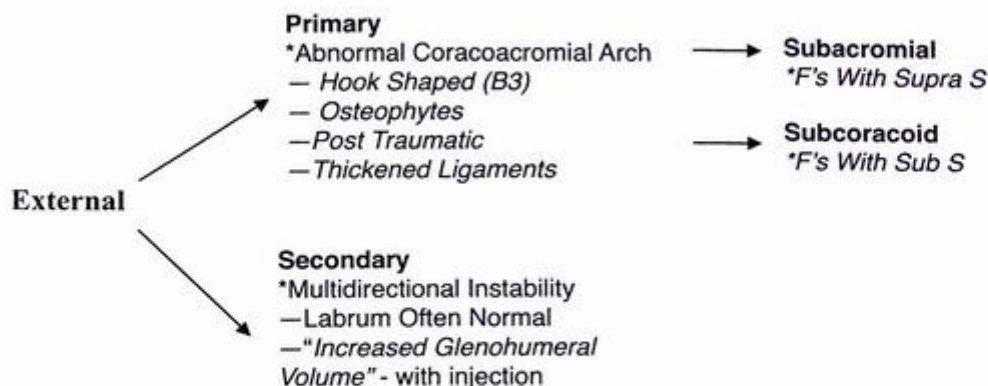 Primary
*Abnormal Coracoacromial Arch
— Hook Shaped (B3)
— Osteophytes
—Post Traumatic
—Thickened Ligaments
Subacromial
*F's With Supra S
Subcoracoid
*F's With Sub S
External
Secondary
*Multidirectional Instability
—Labrum Often Normal
—"Increased Glenohumeral
Volume" - with injection